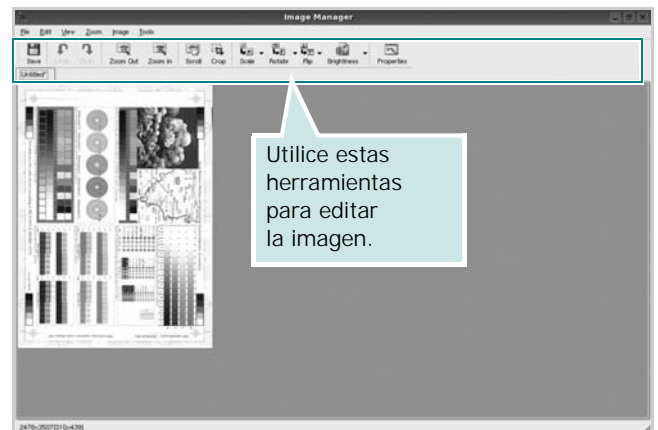 Image Manager
File Edit View Zoom Image Tools
Save Undo Zoom Out Zoom In Scroll Crop Scale Rotate Flip Brightness Properties
Untitled*
Utilice estas
herramientas
para editar
la imagen.